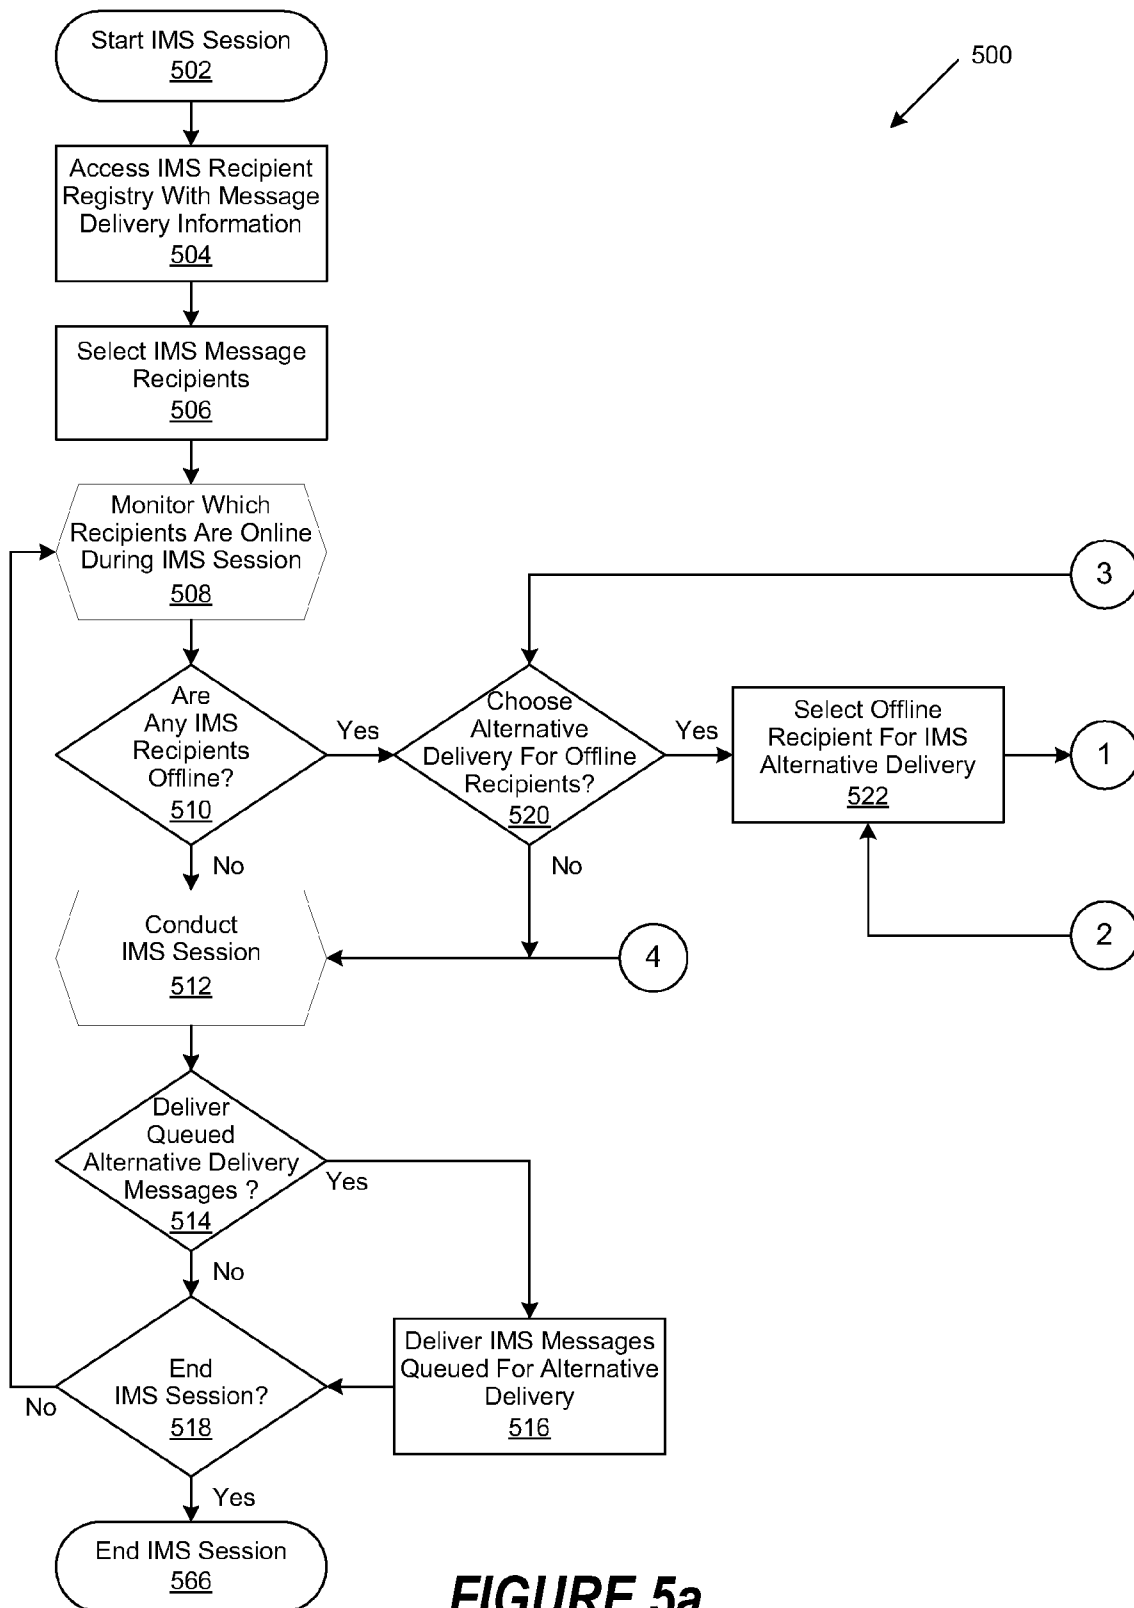 Start IMS Session
502
500
Access IMS Recipient
Registry With Message
Delivery Information
504
Select IMS Message
Recipients
506
Monitor Which
Recipients Are Online
During IMS Session
508
3
Are
Any IMS
Recipients
Offline?
510
Yes
Choose
Alternative
Delivery For Offline
Recipients?
520
Yes
Select Offline
Recipient For IMS
Alternative Delivery
522
1
No
No
2
Conduct
IMS Session
512
4
Deliver
Queued
Alternative Delivery
Messages ?
514
Yes
No
Deliver IMS Messages
Queued For Alternative
Delivery
516
End
IMS Session?
518
No
Yes
End IMS Session
566
FIGURE 5a